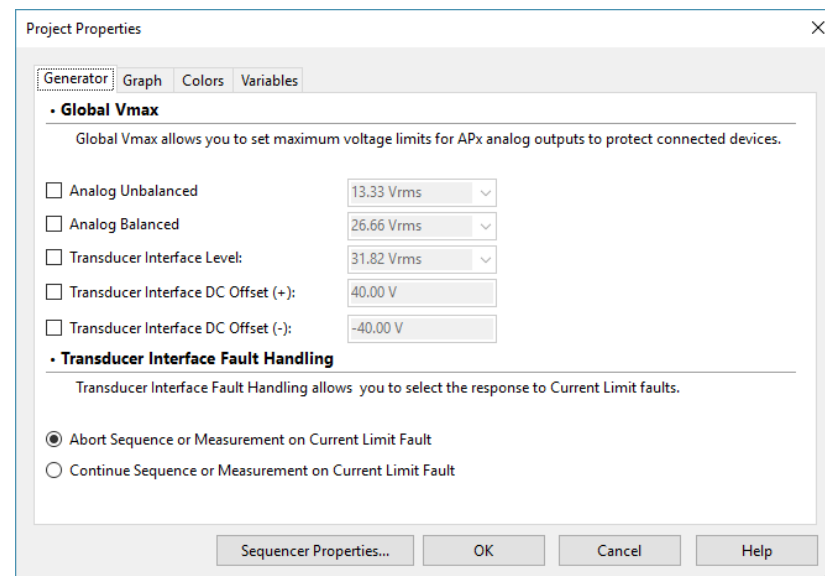 Project Properties
Generator Graph Colors Variables
• Global Vmax
Global Vmax allows you to set maximum voltage limits for APx analog outputs to protect connected devices.
Analog Unbalanced 13.33 Vrms
Analog Balanced 26.66 Vrms
Transducer Interface Level: 31.82 Vrms
Transducer Interface DC Offset (+): 40.00 V
Transducer Interface DC Offset (-): -40.00 V
• Transducer Interface Fault Handling
Transducer Interface Fault Handling allows you to select the response to Current Limit faults.
Abort Sequence or Measurement on Current Limit Fault
Continue Sequence or Measurement on Current Limit Fault
Sequencer Properties... OK Cancel Help